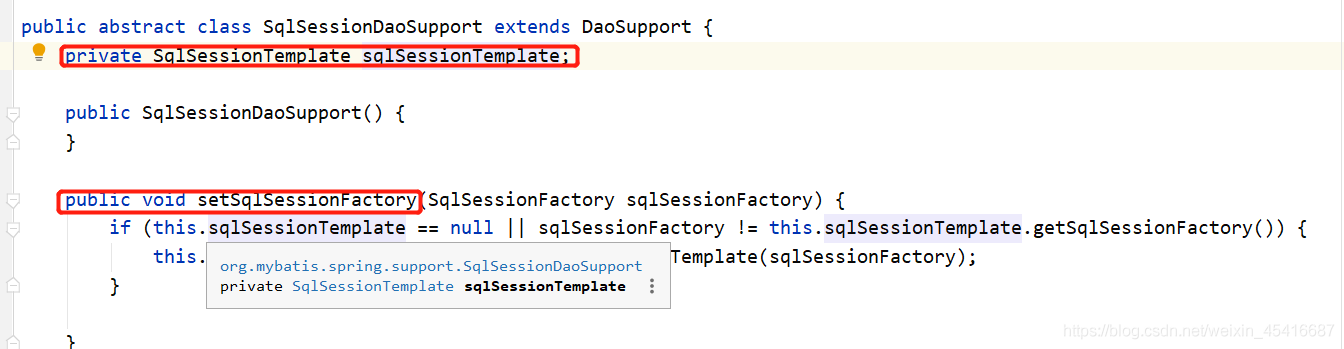 public abstract class SqlSessionDaoSupport extends DaoSupport {
private SqlSessionTemplate sqlSessionTemplate;
public SqlSessionDaoSupport() {
}
public void setSqlSessionFactory(SqlSessionFactory sqlSessionFactory) {
if (this.sqlSessionTemplate == null || sqlSessionFactory != this.sqlSessionTemplate.getSqlSessionFactory()) {
this. Template(sqlSessionFactory);
org.mybatis.spring.support.SqlSessionDaoSupport
private SqlSessionTemplate sqlSessionTemplate
}
}
https://blog.csdn.net/weixin_45416687